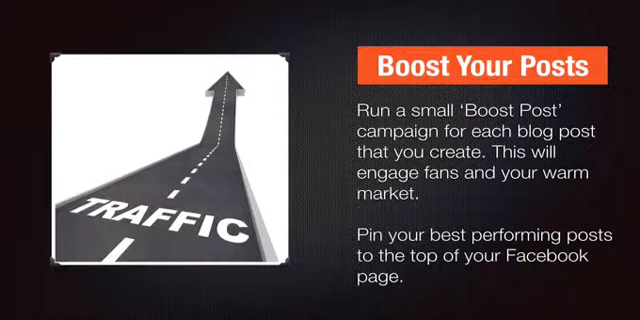 Boost Your Posts
Run a small ‘Boost Post’
campaign for each blog post
that you create. This will
engage fans and your warm
market.
Pin your best performing posts
to the top of your Facebook
page.
TRAFFIC